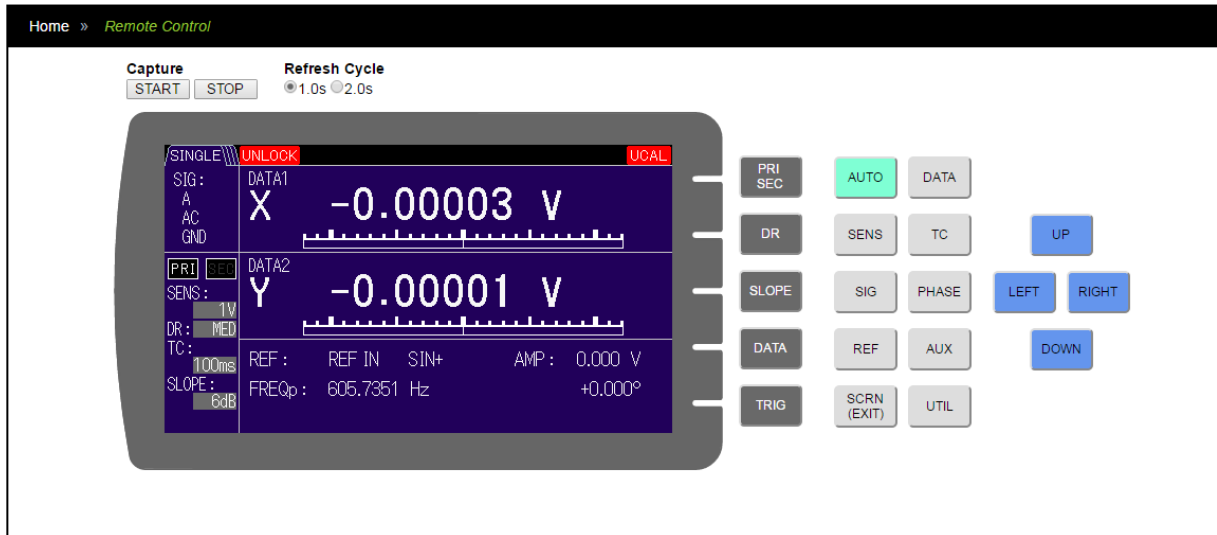 Home » Remote Control
Capture Refresh Cycle
START STOP 1.0s 2.0s
SINGLE UNLOCK UCAL
SIG:
A
AC
GND
DATA1
X -0.00003 V
PRI SEC
SENS:
1V
DR: MED
TC:
100ms
SLOPE:
6dB
DATA2
Y -0.00001 V
REF: REF IN SIN+ AMP: 0.000 V
FREQp: 605.7351 Hz +0.000°
PRI
SEC
AUTO DATA
DR SENS TC UP
SLOPE SIG PHASE LEFT RIGHT
DATA REF AUX DOWN
TRIG SCRN
(EXIT) UTIL